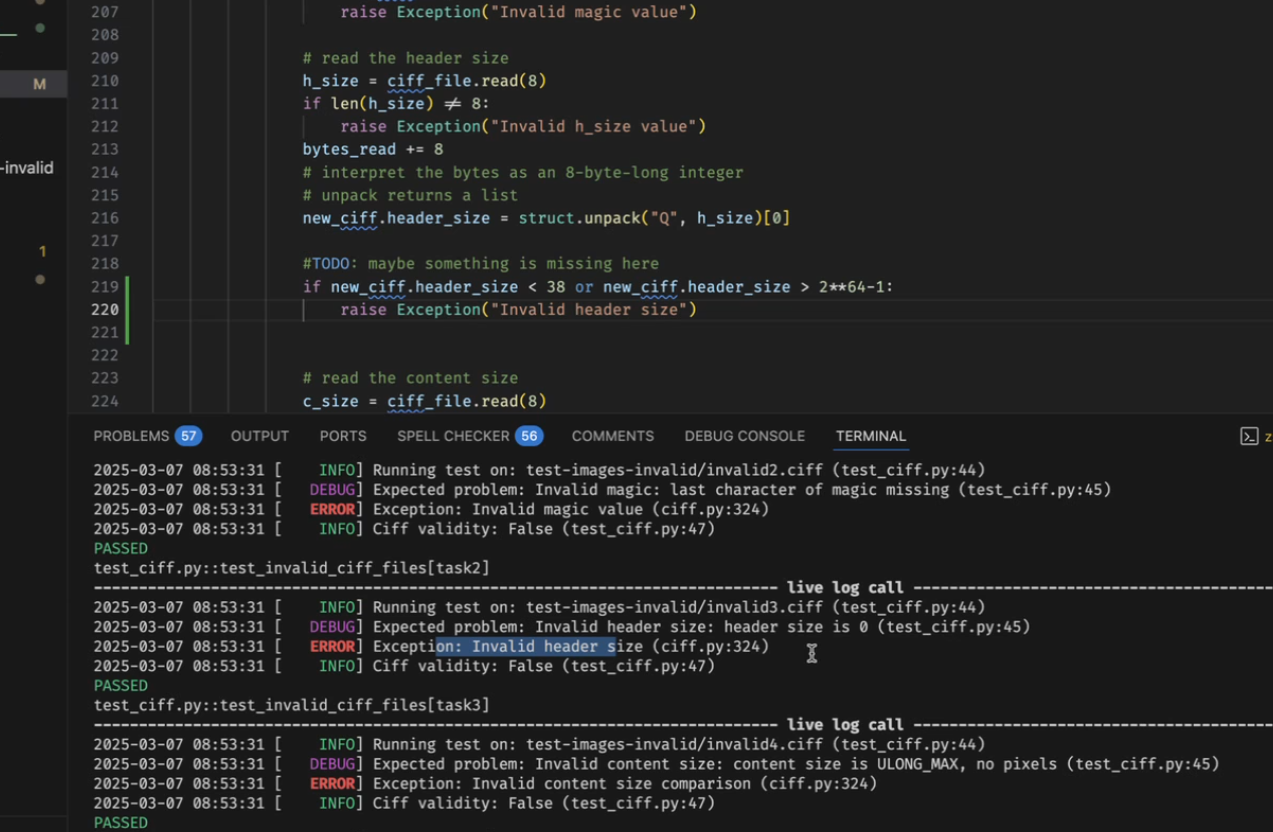 207 raise Exception("Invalid magic value")
208
209 # read the header size
210 h_size = ciff_file.read(8)
211 if len(h_size) ≠ 8:
212 raise Exception("Invalid h_size value")
213 bytes_read += 8
214 # interpret the bytes as an 8-byte-long integer
215 # unpack returns a list
216 new_ciff.header_size = struct.unpack("Q", h_size)[0]
217
218 #TODO: maybe something is missing here
219 if new_ciff.header_size < 38 or new_ciff.header_size > 2**64-1:
220 raise Exception("Invalid header size")
221
222
223 # read the content size
224 c_size = ciff_file.read(8)
M
-invalid
1
PROBLEMS 57 OUTPUT PORTS SPELL CHECKER 56 COMMENTS DEBUG CONSOLE TERMINAL z
2025-03-07 08:53:31 [ INFO] Running test on: test-images-invalid/invalid2.ciff (test_ciff.py:44)
2025-03-07 08:53:31 [ DEBUG] Expected problem: Invalid magic: last character of magic missing (test_ciff.py:45)
2025-03-07 08:53:31 [ ERROR] Exception: Invalid magic value (ciff.py:324)
2025-03-07 08:53:31 [ INFO] Ciff validity: False (test_ciff.py:47)
PASSED
test_ciff.py::test_invalid_ciff_files[task2]
------------------------------ live log call ------------------------------
2025-03-07 08:53:31 [ INFO] Running test on: test-images-invalid/invalid3.ciff (test_ciff.py:44)
2025-03-07 08:53:31 [ DEBUG] Expected problem: Invalid header size: header size is 0 (test_ciff.py:45)
2025-03-07 08:53:31 [ ERROR] Exception: Invalid header size (ciff.py:324)
2025-03-07 08:53:31 [ INFO] Ciff validity: False (test_ciff.py:47)
PASSED
test_ciff.py::test_invalid_ciff_files[task3]
------------------------------ live log call ------------------------------
2025-03-07 08:53:31 [ INFO] Running test on: test-images-invalid/invalid4.ciff (test_ciff.py:44)
2025-03-07 08:53:31 [ DEBUG] Expected problem: Invalid content size: content size is ULONG_MAX, no pixels (test_ciff.py:45)
2025-03-07 08:53:31 [ ERROR] Exception: Invalid content size comparison (ciff.py:324)
2025-03-07 08:53:31 [ INFO] Ciff validity: False (test_ciff.py:47)
PASSED